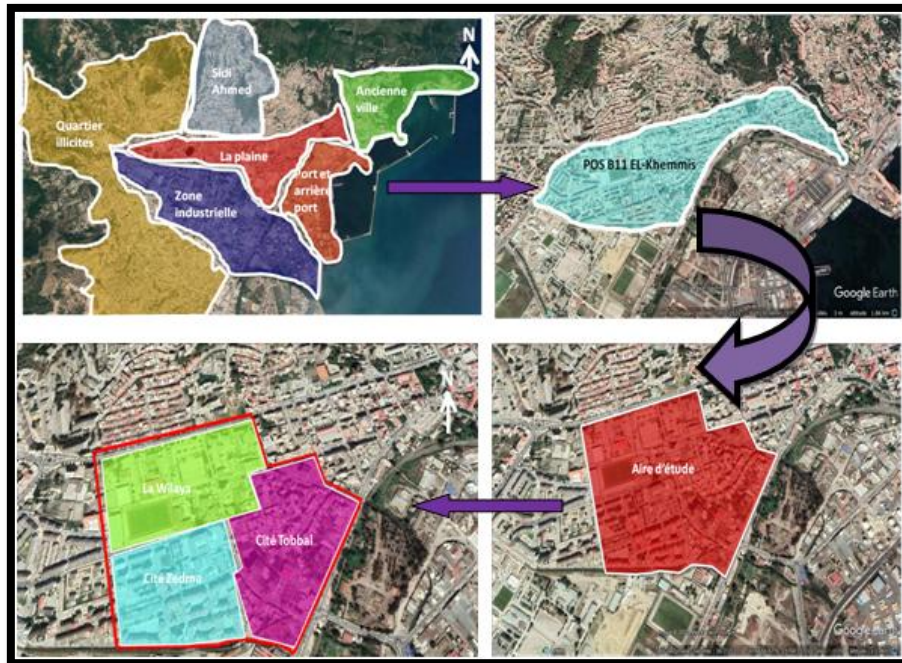 N
Sidi
Ahmed
Ancienne
ville
Quartier
illicites
La plaine
Port et
arrière
port
Zone
industrielle
POS B11 EL-Khemmis
Google Earth
N
La Wilaya
Cité Tobbal
Cité Zedma
Aire d'étude
Google Earth